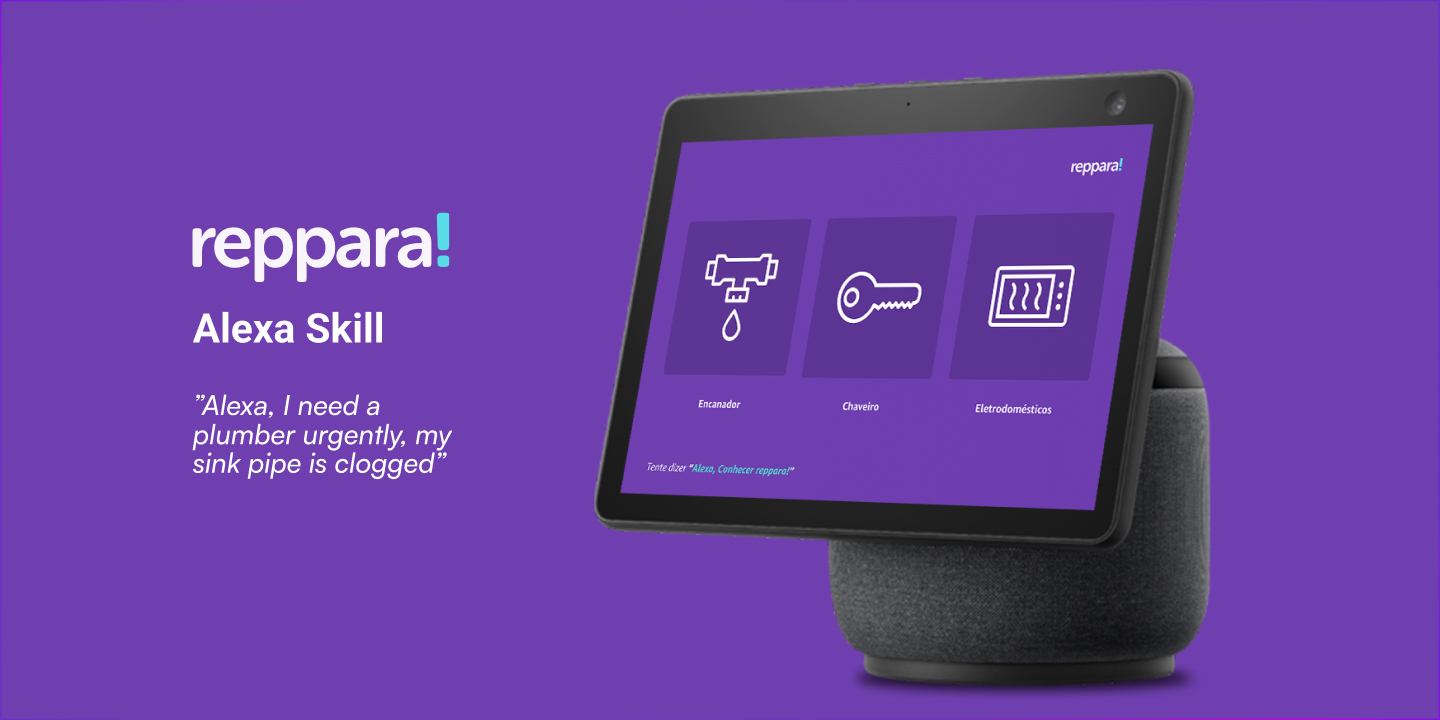 reppara!
Alexa Skill
”Alexa, I need a
plumber urgently, my
sink pipe is clogged”
reppara!
Encanador
Chaveiro
Eletrodomésticos
Tente dizer “Alexa, Conhecer reppara!”